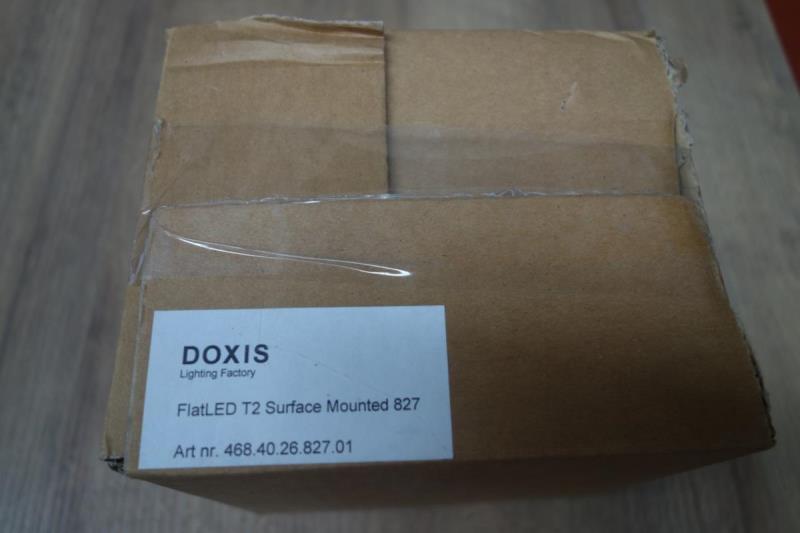 DOXIS
Lighting Factory
FlatLED T2 Surface Mounted 827
Art nr. 468.40.26.827.01